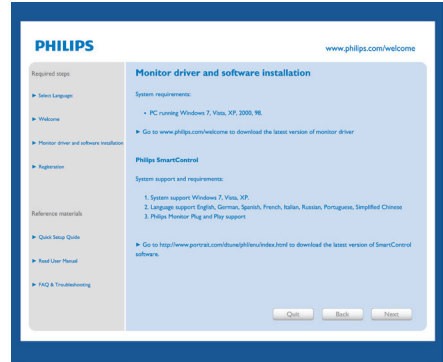 PHILIPS
www.philips.com/welcome
Required steps
► Select Language:
► Welcome
► Monitor driver and software installation
► Registeration
Reference materials
► Quick Setup Guide
► Read User Manual
► FAQ & Troubleshooting
Monitor driver and software installation
System requirements:
• PC running Windows 7, Vista, XP, 2000, 98.
► Go to www.philips.com/welcome to download the latest version of monitor driver
Philips SmartControl
System support and requirements:
1. System support Windows 7, Vista, XP.
2. Language support English, German, Spanish, French, Italian, Russian, Portuguese, Simplified Chinese
3. Philips Monitor Plug and Play support
► Go to http://www.portrait.com/dtune/phl/enu/index.html to download the latest version of SmartControl
software.
Quit
Back
Next